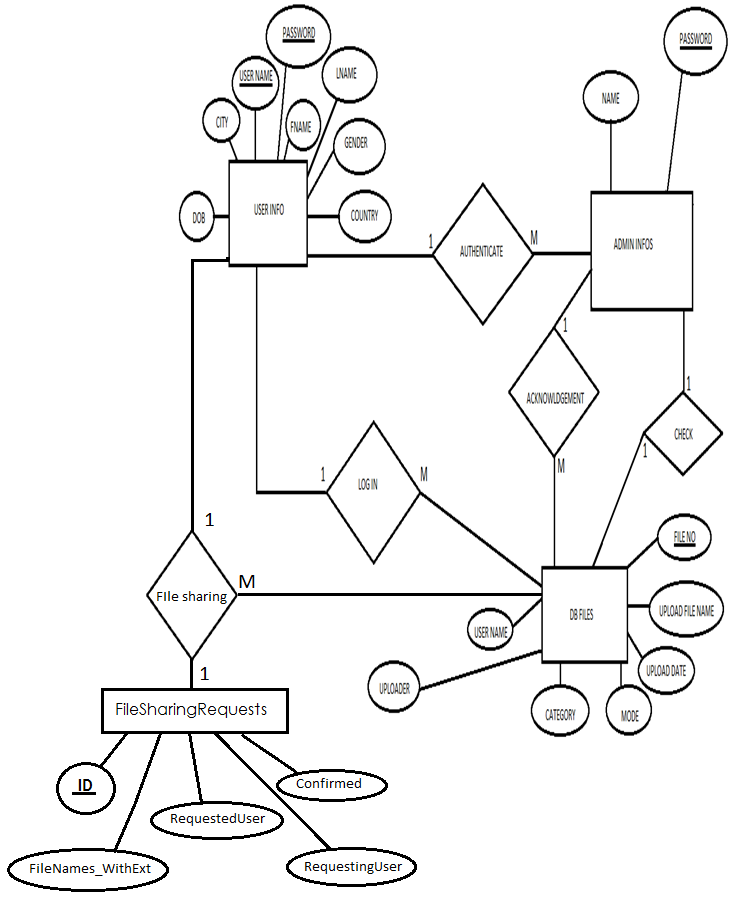 PASSWORD
PASSWORD
USER NAME
LNAME
NAME
CITY
FNAME
GENDER
DOB
USER INFO
COUNTRY
1
AUTHENTICATE
M
ADMIN INFOS
1
ACKNOWLDGEMENT
1
CHECK
1
M
1
LOG IN
M
1
FILE NO
M
FIle sharing
UPLOAD FILE NAME
DB FILES
USER NAME
UPLOAD DATE
1
UPLOADER
CATEGORY
MODE
FileSharingRequests
ID
Confirmed
RequestedUser
FileNames_WithExt
RequestingUser